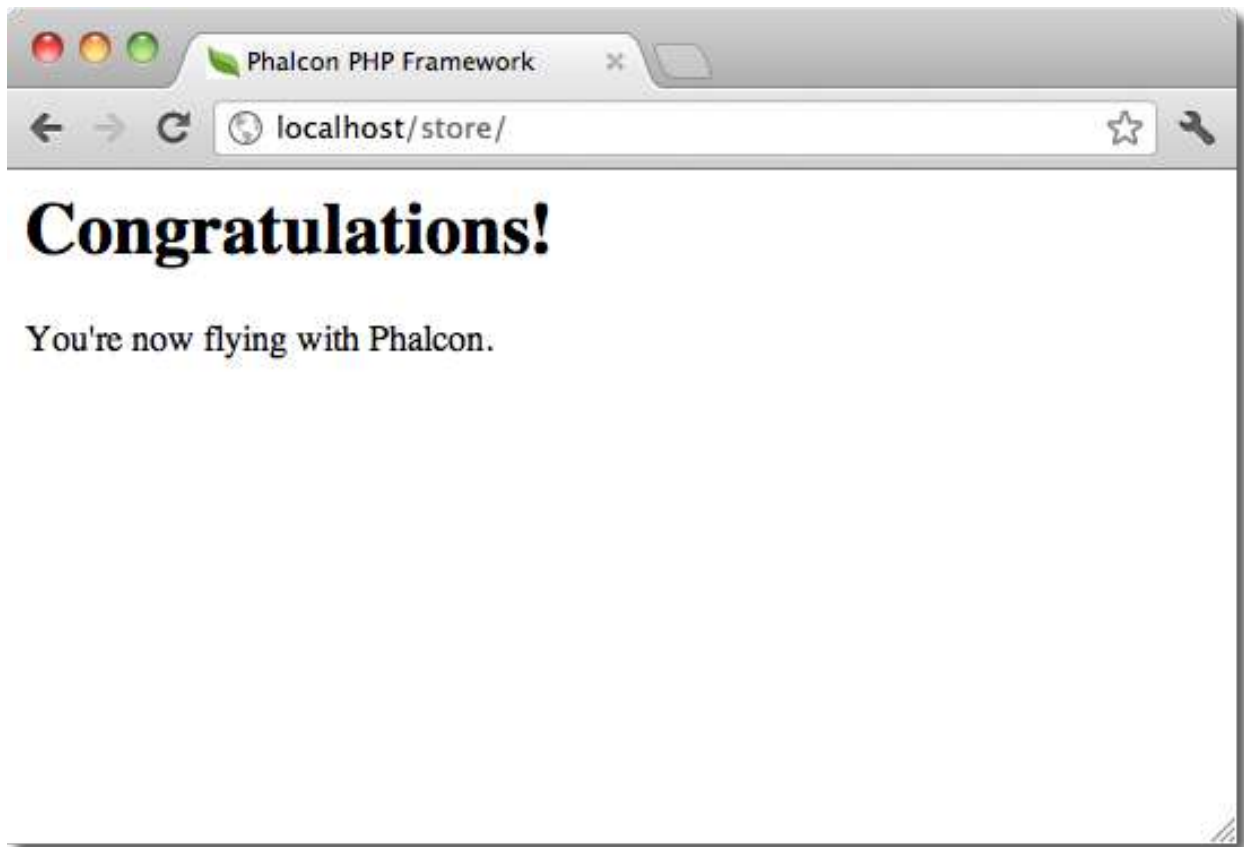 Phalcon PHP Framework
localhost/store/
Congratulations!
You're now flying with Phalcon.